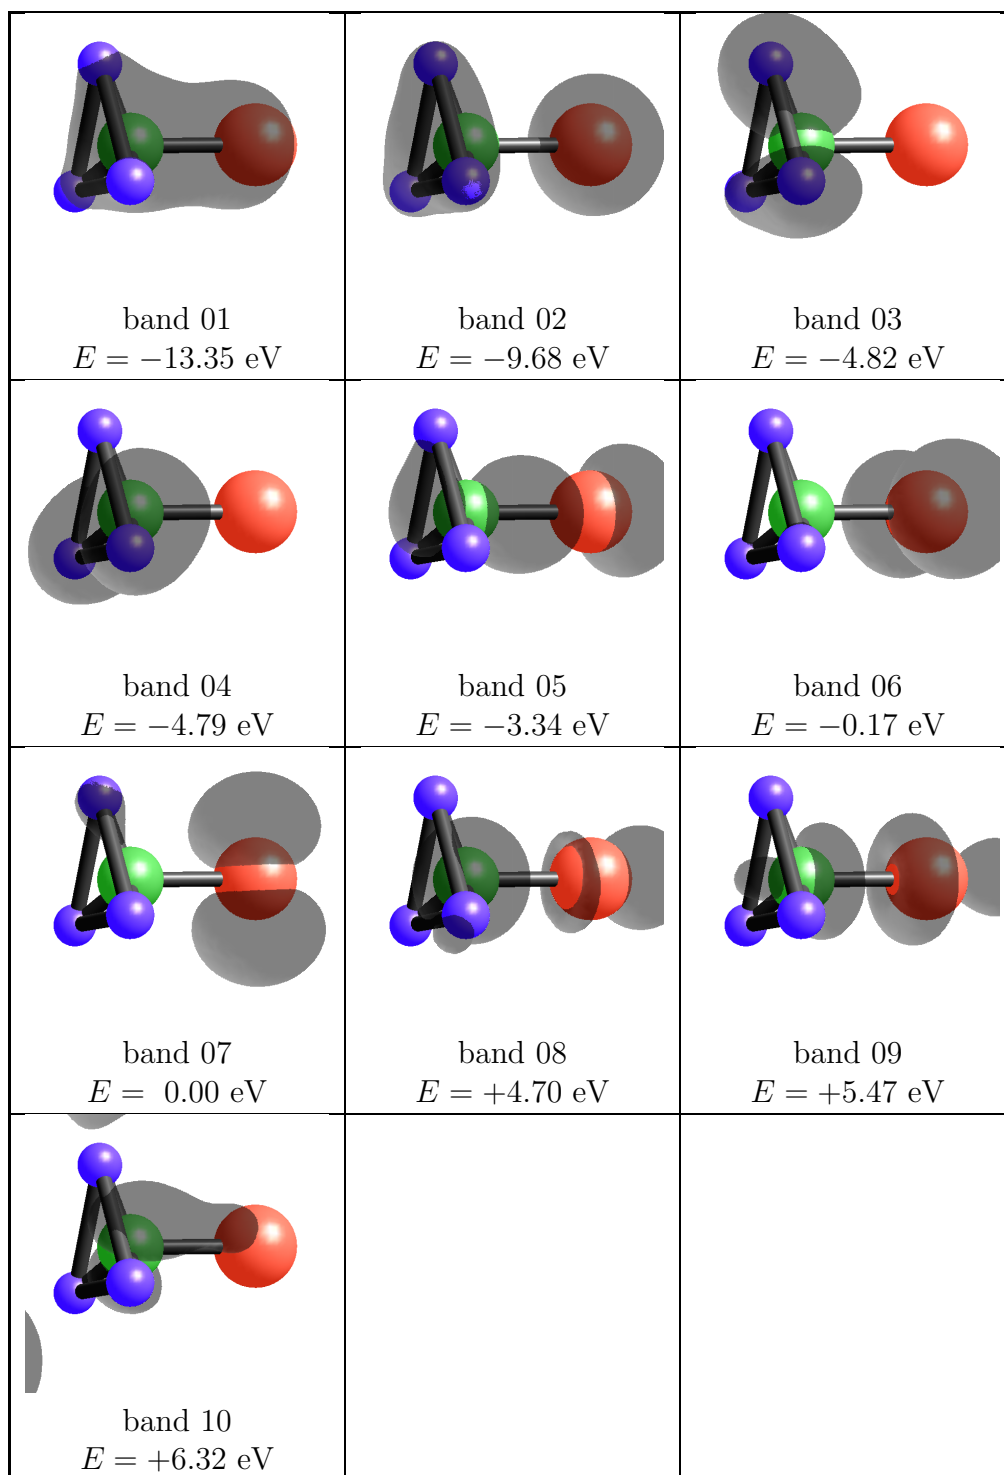 band 01
E = −13.35 eV
band 02
E = −9.68 eV
band 03
E = −4.82 eV
band 04
E = −4.79 eV
band 05
E = −3.34 eV
band 06
E = −0.17 eV
band 07
E = 0.00 eV
band 08
E = +4.70 eV
band 09
E = +5.47 eV
band 10
E = +6.32 eV